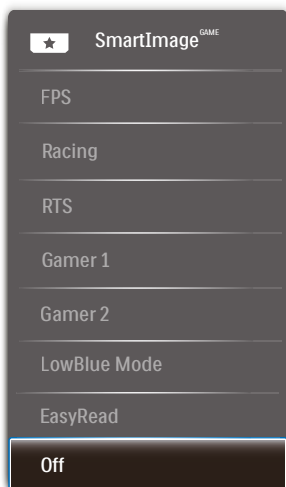 SmartImage GAME
FPS
Racing
RTS
Gamer 1
Gamer 2
LowBlue Mode
EasyRead
Off